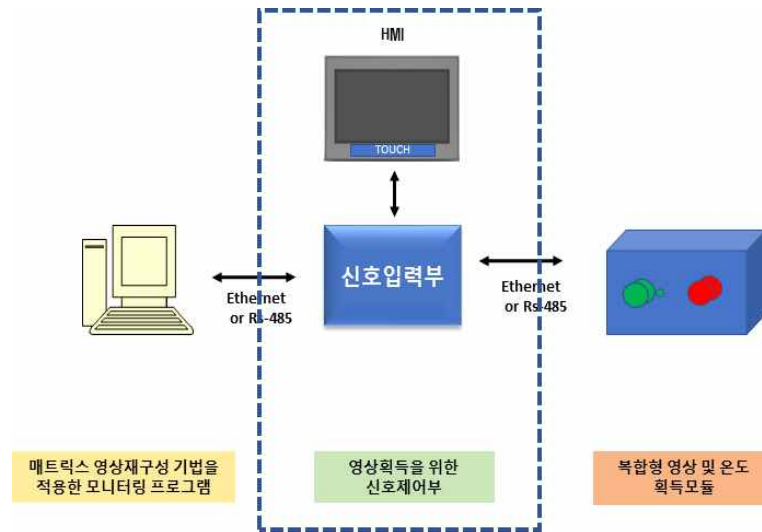 HMI
TOUCH
신호입력부
Ethernet
or Rs-485
Ethernet
or Rs-485
매트릭스 영상재구성 기법을
적용한 모니터링 프로그램
영상획득을 위한
신호제어부
복합형 영상 및 온도
획득모듈